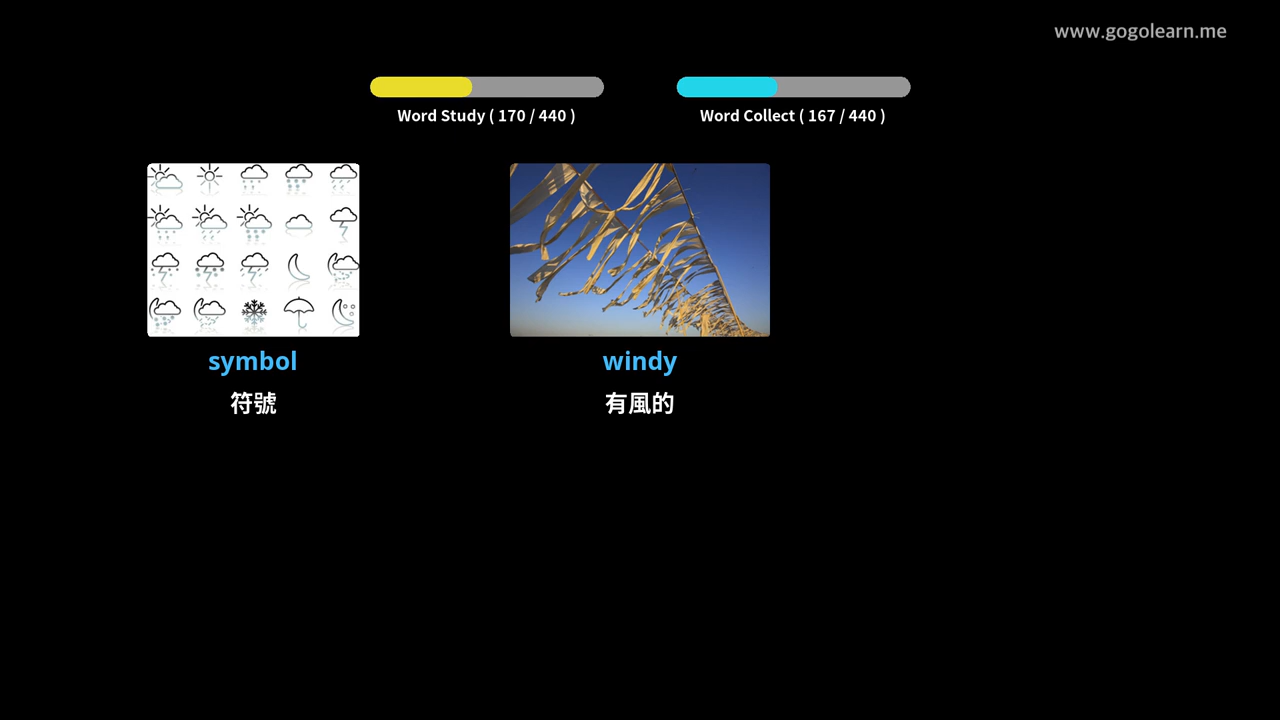 www.gogolearn.me
Word Study ( 170 / 440 )
Word Collect ( 167 / 440 )
symbol
符號
windy
有風的